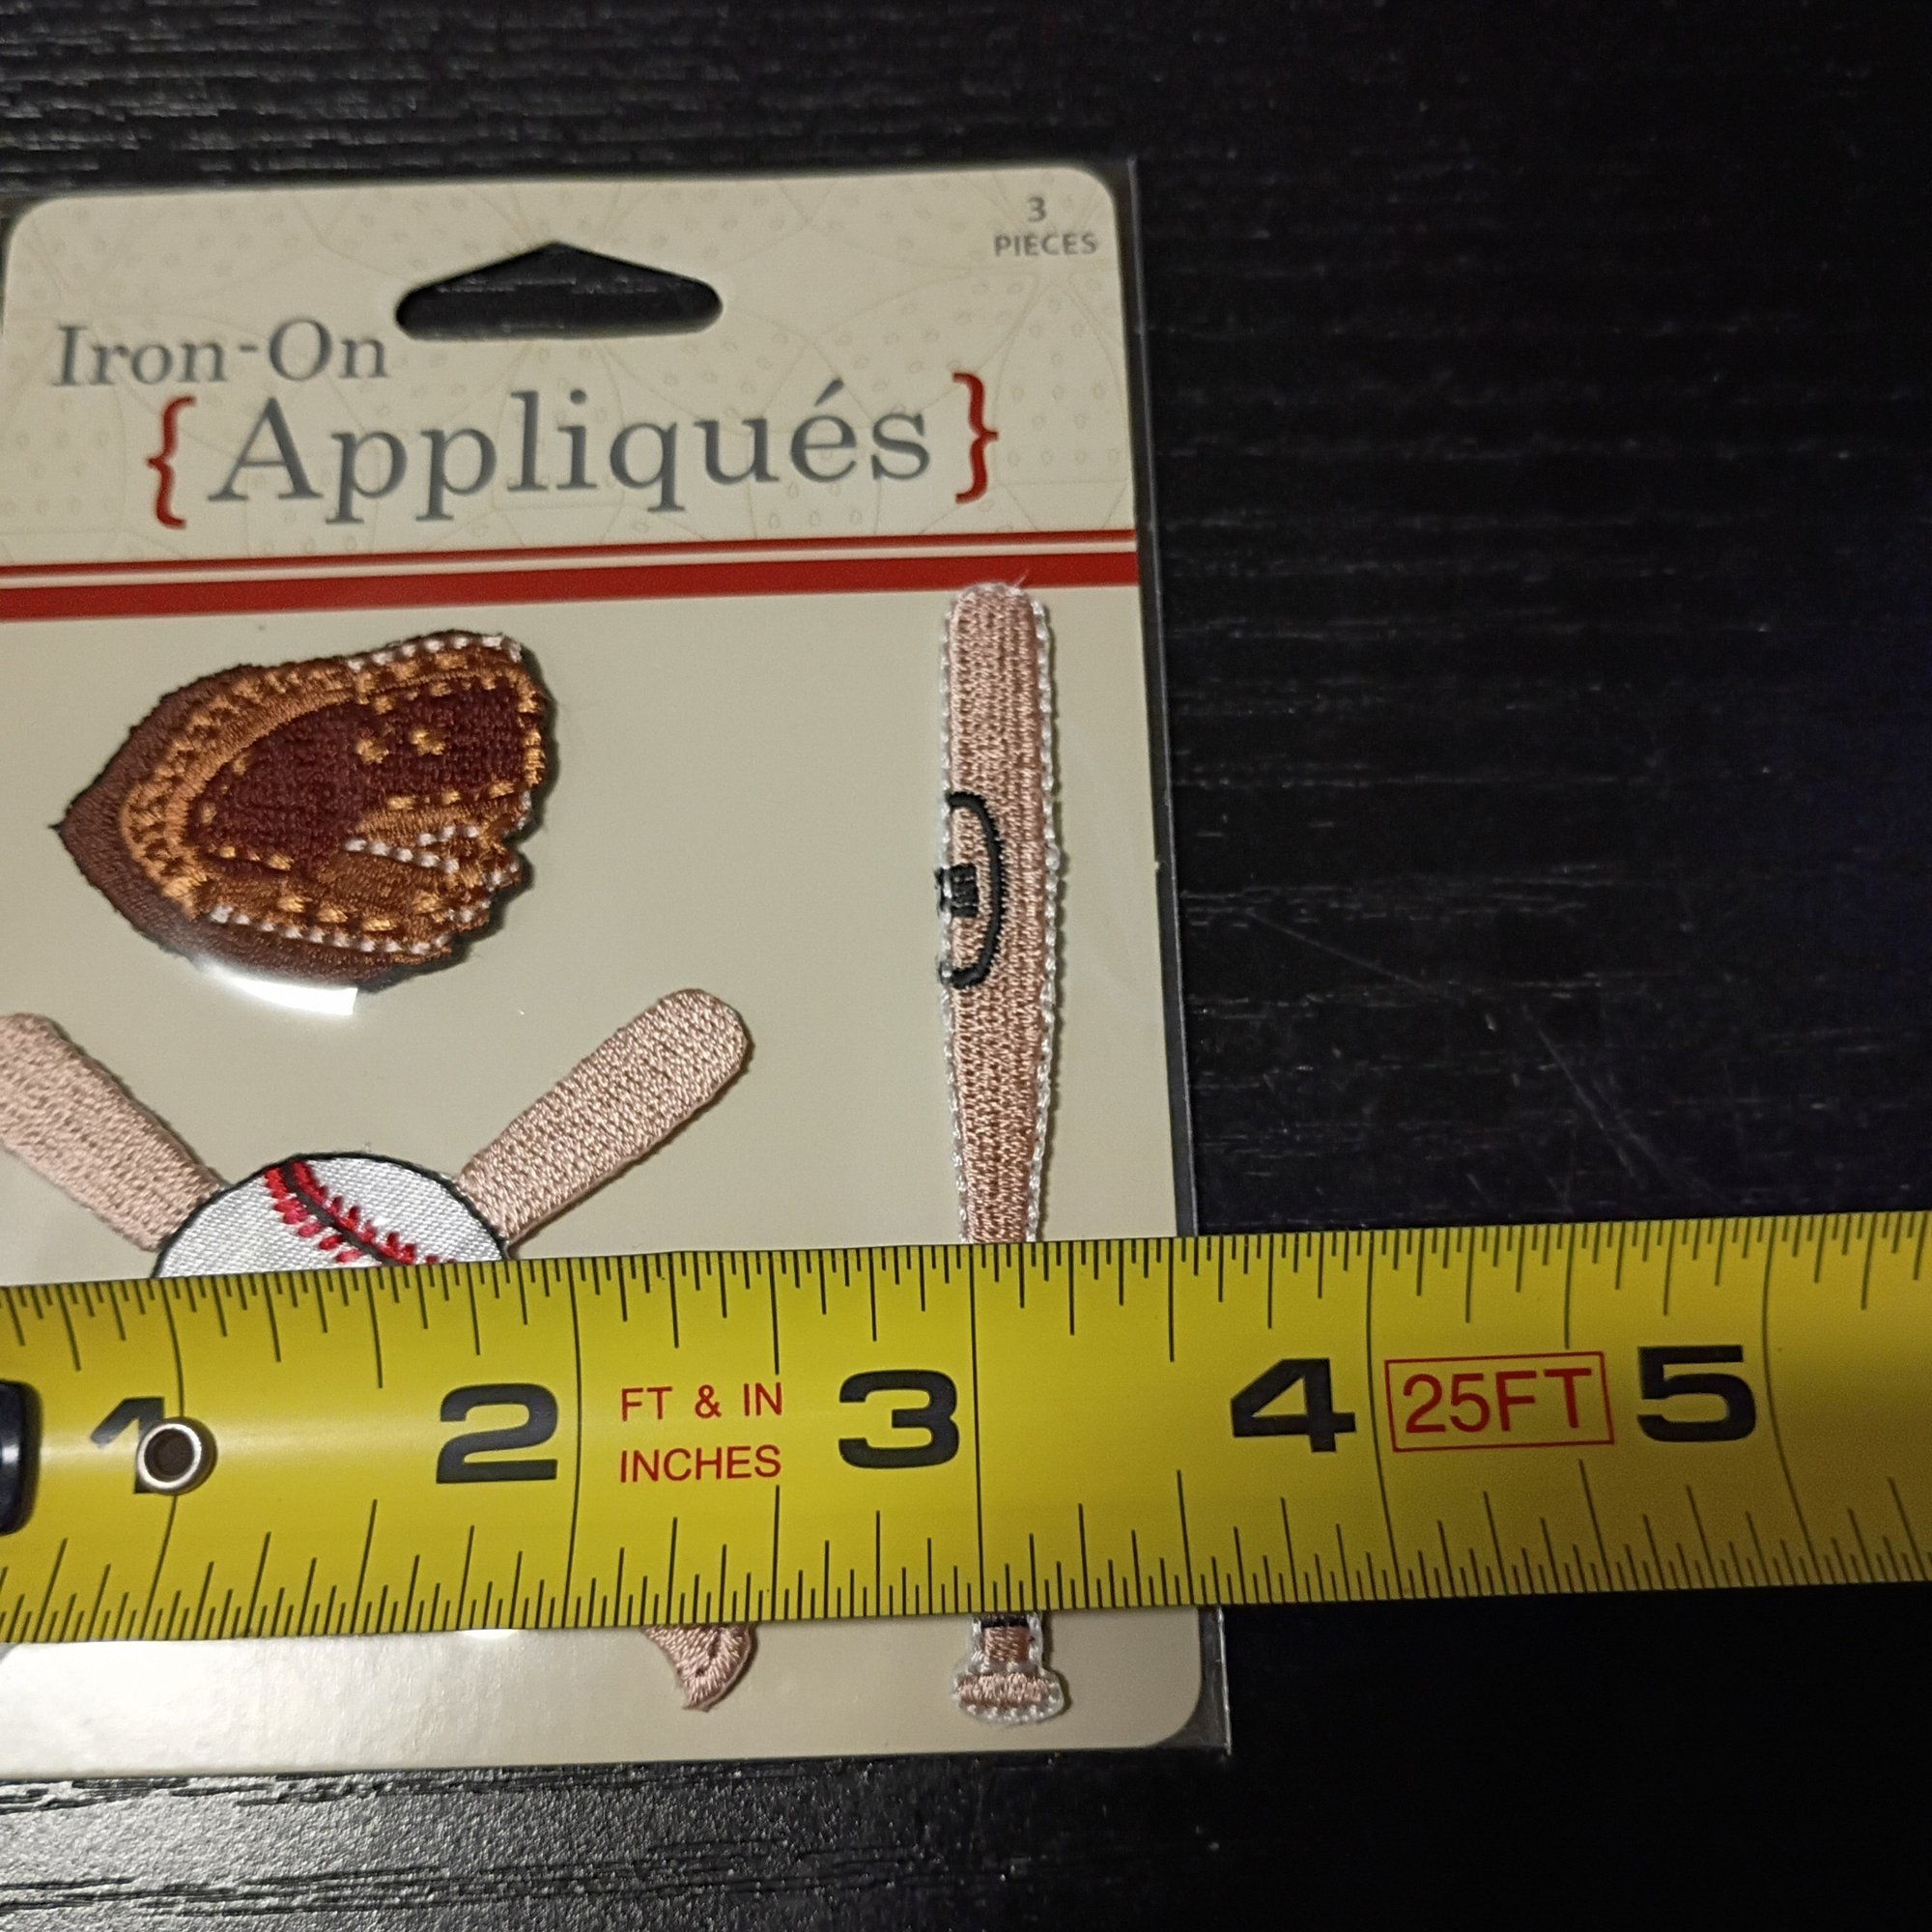 3
PIECES
Iron-On
{Appliqués}
1 2 3 4 5
FT & IN
INCHES
25FT